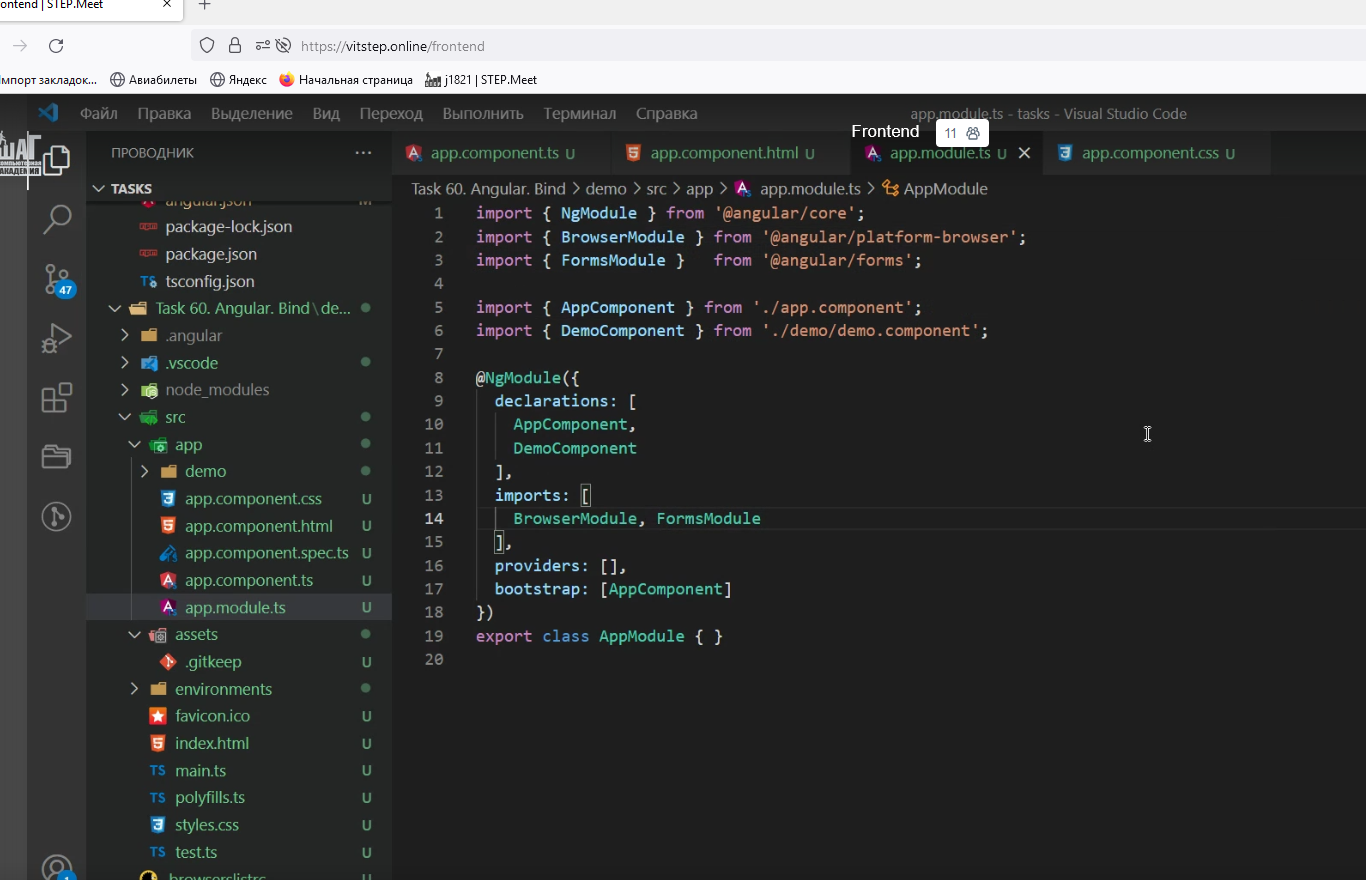 ontend | STEP.Meet
https://vitstep.online/frontend
мпорт закладок...
Авиабилеты
Яндекс
Начальная страница
j1821 | STEP.Meet
Файл Правка Выделение Вид Переход Выполнить Терминал Справка
app.module.ts - tasks - Visual Studio Code
Frontend 11
ШАГ
КОМПЬЮТЕРНАЯ
АКАДЕМИЯ
ПРОВОДНИК
app.component.ts U
app.component.html U
app.module.ts U
app.component.css U
TASKS
Task 60. Angular. Bind > demo > src > app > app.module.ts > AppModule
angular.json M
package-lock.json
package.json
tsconfig.json
47
Task 60. Angular. Bind \ de...
.angular
.vscode
node_modules
src
app
demo
app.component.css U
app.component.html U
app.component.spec.ts U
app.component.ts U
app.module.ts U
assets
.gitkeep U
environments
favicon.ico U
index.html U
TS main.ts U
TS polyfills.ts U
styles.css U
TS test.ts U
browserslistrc U
1
1 import { NgModule } from '@angular/core';
2 import { BrowserModule } from '@angular/platform-browser';
3 import { FormsModule }   from '@angular/forms';
4
5 import { AppComponent } from './app.component';
6 import { DemoComponent } from './demo/demo.component';
7
8 @NgModule({
9   declarations: [
10     AppComponent,
11     DemoComponent
12   ],
13   imports: [
14     BrowserModule, FormsModule
15   ],
16   providers: [],
17   bootstrap: [AppComponent]
18 })
19 export class AppModule { }
20